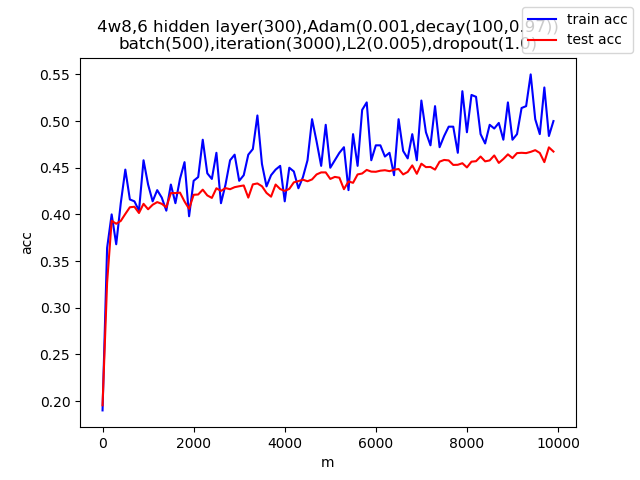 4w8,6 hidden layer(300),Adam(0.001,decay(100,0.97))
batch(500),iteration(3000),L2(0.005),dropout(1.0)
train acc
test acc
0.55
0.50
0.45
0.40
0.35
0.30
0.25
0.20
acc
0
2000
4000
6000
8000
10000
m